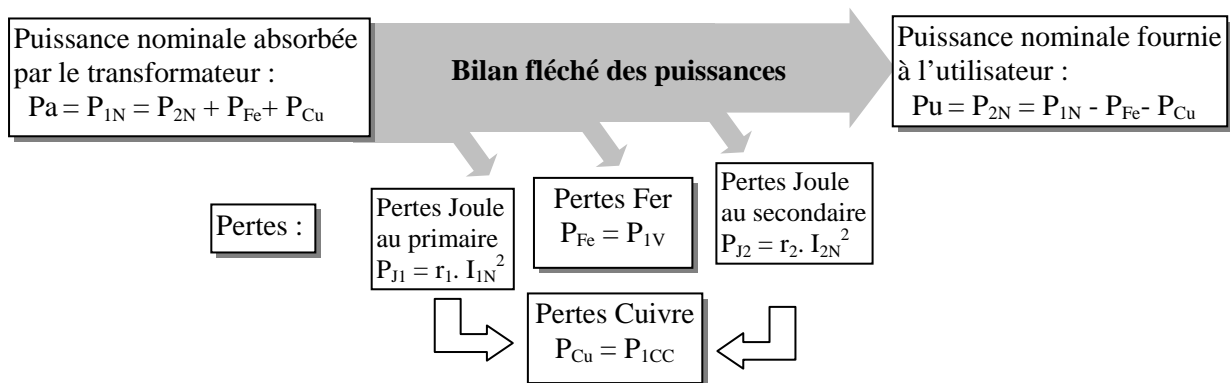 Puissance nominale absorbée
par le transformateur :
Pa = P1N = P2N + PFe+ PCu
Bilan fléché des puissances
Puissance nominale fournie
à l’utilisateur :
Pu = P2N = P1N - PFe- PCu
Pertes :
Pertes Joule
au primaire
PJ1 = r1. I1N²
Pertes Fer
PFe = P1V
Pertes Joule
au secondaire
PJ2 = r2. I2N²
Pertes Cuivre
PCu = P1CC